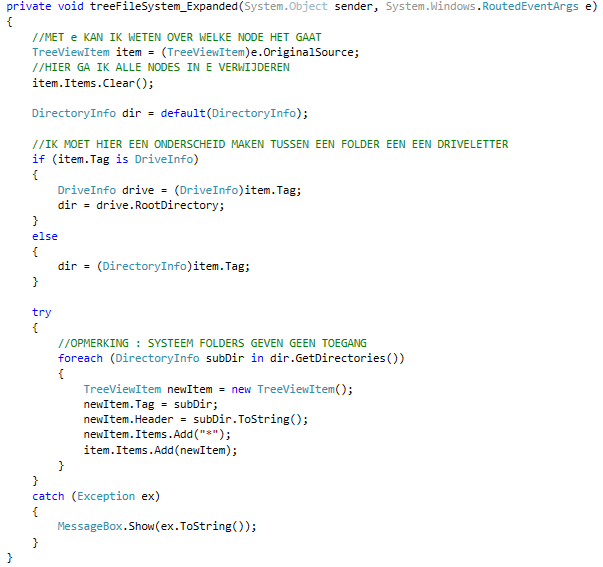 private void treeFileSystem_Expanded(System.Object sender, System.Windows.RoutedEventArgs e)
{
    //MET e KAN IK WETEN OVER WELKE NODE HET GAAT
    TreeViewItem item = (TreeViewItem)e.OriginalSource;
    //HIER GA IK ALLE NODES IN E VERWIJDEREN
    item.Items.Clear();

    DirectoryInfo dir = default(DirectoryInfo);

    //IK MOET HIER EEN ONDERSCHEID MAKEN TUSSEN EEN FOLDER EEN EEN DRIVELETTER
    if (item.Tag is DriveInfo)
    {
        DriveInfo drive = (DriveInfo)item.Tag;
        dir = drive.RootDirectory;
    }
    else
    {
        dir = (DirectoryInfo)item.Tag;
    }

    try
    {
        //OPMERKING : SYSTEEM FOLDERS GEVEN GEEN TOEGANG
        foreach (DirectoryInfo subDir in dir.GetDirectories())
        {
            TreeViewItem newItem = new TreeViewItem();
            newItem.Tag = subDir;
            newItem.Header = subDir.ToString();
            newItem.Items.Add("*");
            item.Items.Add(newItem);
        }
    }
    catch (Exception ex)
    {
        MessageBox.Show(ex.ToString());
    }
}